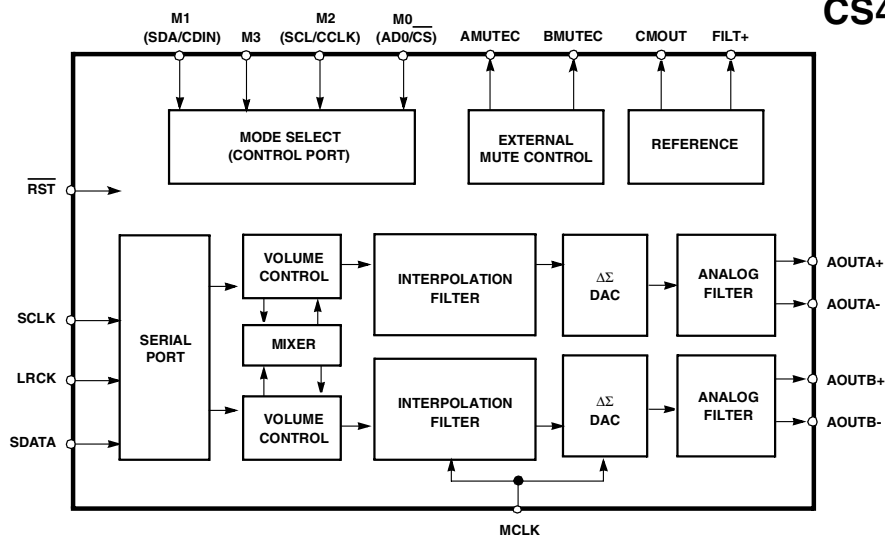 CS4
M1
(SDA/CDIN)
M3
M2
(SCL/CCLK)
M0
(AD0/CS)
AMUTEC
BMUTEC
CMOUT
FILT+
MODE SELECT
(CONTROL PORT)
EXTERNAL
MUTE CONTROL
REFERENCE
RST
SCLK
LRCK
SDATA
SERIAL
PORT
VOLUME
CONTROL
MIXER
VOLUME
CONTROL
INTERPOLATION
FILTER
INTERPOLATION
FILTER
ΔΣ
DAC
ΔΣ
DAC
ANALOG
FILTER
ANALOG
FILTER
AOUTA+
AOUTA-
AOUTB+
AOUTB-
MCLK